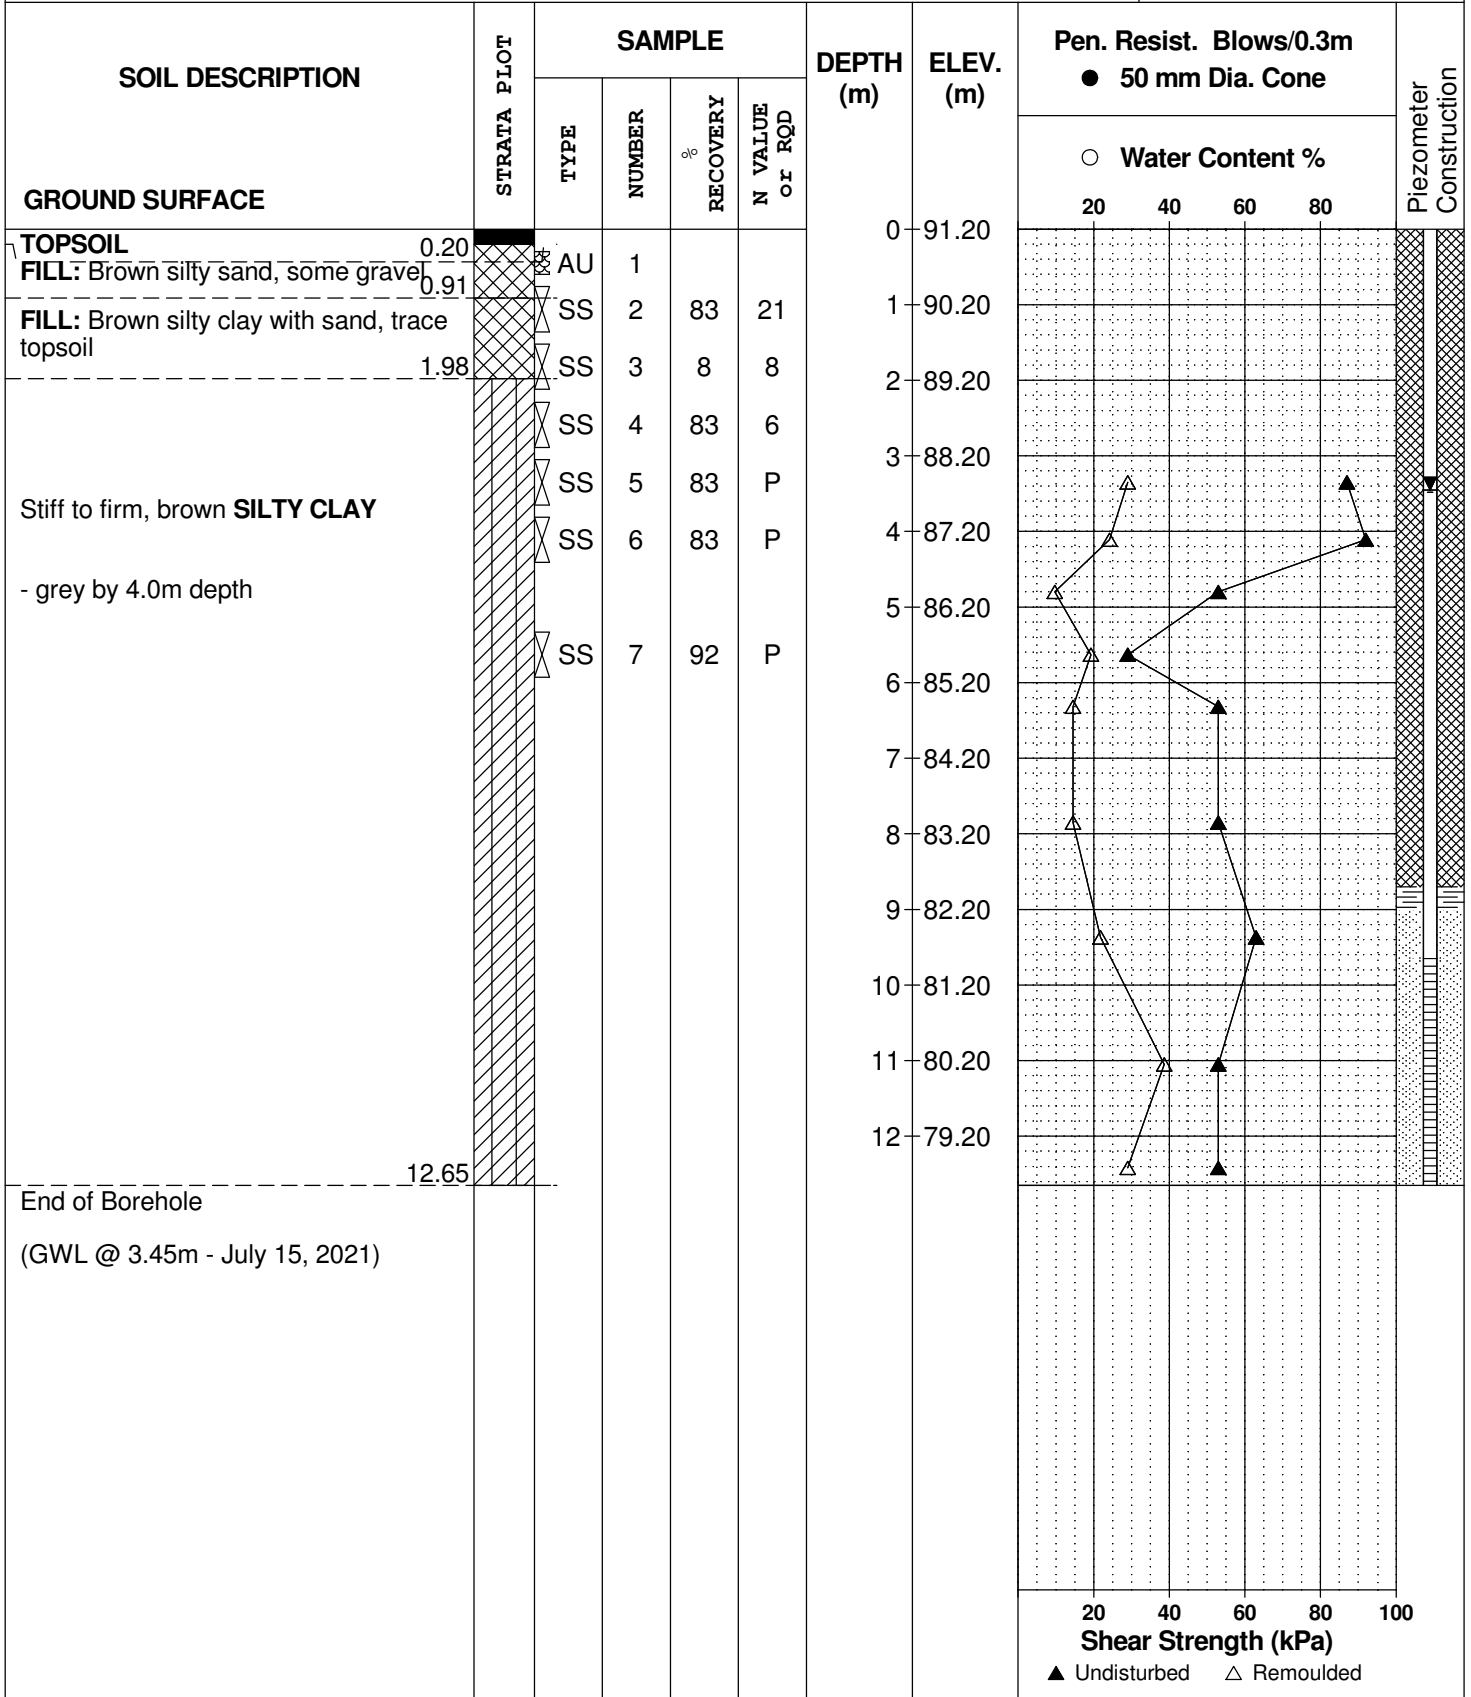 SOIL DESCRIPTION
GROUND SURFACE
STRATA PLOT
SAMPLE
TYPE
NUMBER
% RECOVERY
N VALUE or RQD
DEPTH (m)
ELEV. (m)
Pen. Resist. Blows/0.3m
● 50 mm Dia. Cone
○ Water Content %
20 40 60 80
Piezometer Construction
0 91.20
TOPSOIL 0.20
FILL: Brown silty sand, some gravel 0.91
AU 1
SS 2 83 21
1 90.20
FILL: Brown silty clay with sand, trace
topsoil
1.98
SS 3 8 8
2 89.20
SS 4 83 6
3 88.20
SS 5 83 P
Stiff to firm, brown SILTY CLAY
4 87.20
SS 6 83 P
- grey by 4.0m depth
5 86.20
SS 7 92 P
6 85.20
7 84.20
8 83.20
9 82.20
10 81.20
11 80.20
12 79.20
12.65
End of Borehole
(GWL @ 3.45m - July 15, 2021)
20 40 60 80 100
Shear Strength (kPa)
▲ Undisturbed △ Remoulded